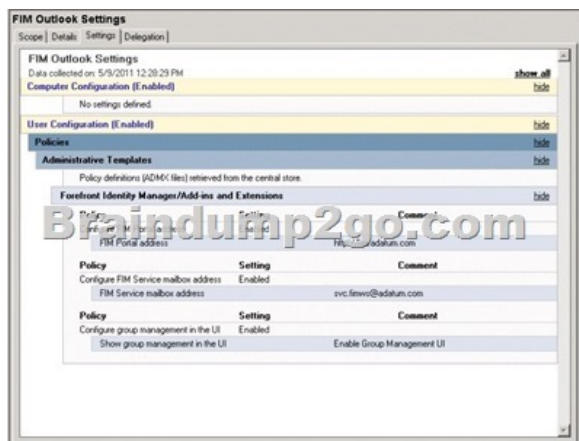 FIM Outlook Settings
Scope Details Settings Delegation
FIM Outlook Settings
Data collected on: 5/9/2011 12:28:29 PM show all
Computer Configuration (Enabled) hide
No settings defined.
User Configuration (Enabled) hide
Policies hide
Administrative Templates hide
Policy definitions (ADMX files) retrieved from the central store.
Forefront Identity Manager/Add-ins and Extensions hide
Policy Setting Comment
Braindump2go.com
FIM Portal address
Policy Setting Comment
Configure FIM Service mailbox address Enabled
FIM Service mailbox address svc.fimws@adatum.com
Policy Setting Comment
Configure group management in the UI Enabled
Show group management in the UI Enable Group Management UI